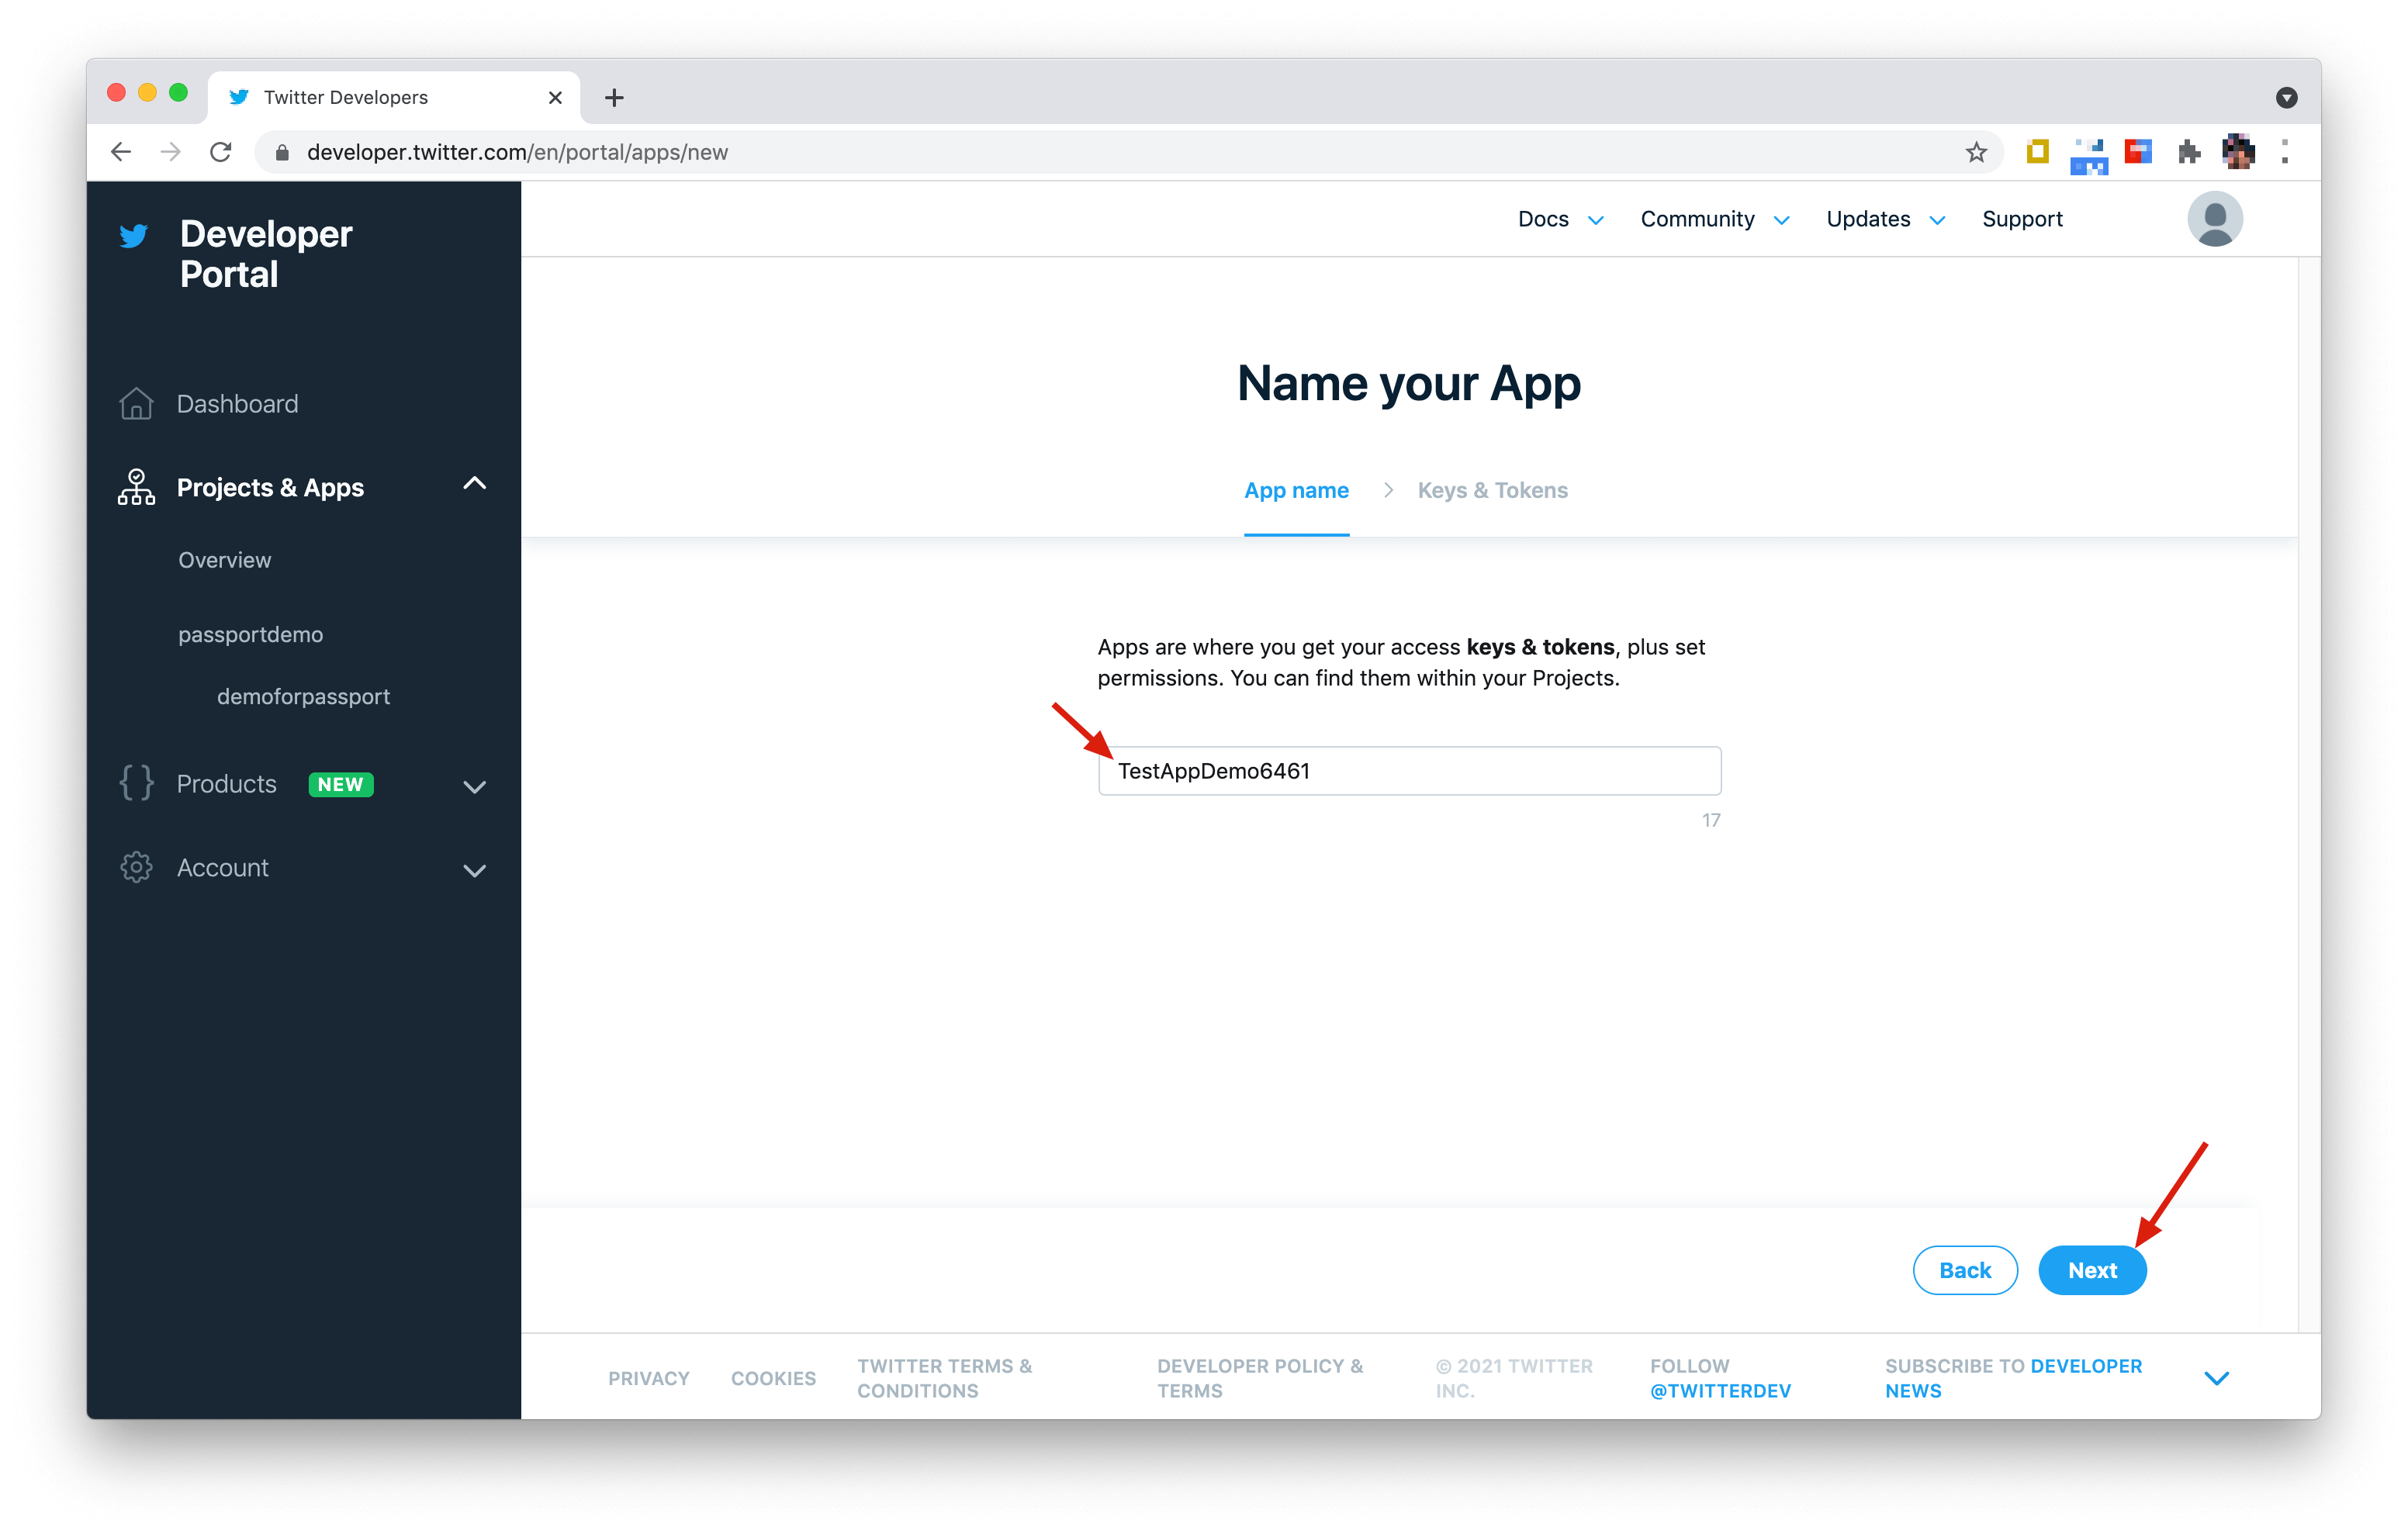 Twitter Developers
developer.twitter.com/en/portal/apps/new
Developer
Portal
Docs
Community
Updates
Support
Dashboard
Projects & Apps
Overview
passportdemo
demoforpassport
Products NEW
Account
Name your App
App name
Keys & Tokens
Apps are where you get your access keys & tokens, plus set
permissions. You can find them within your Projects.
TestAppDemo6461
17
Back
Next
PRIVACY
COOKIES
TWITTER TERMS &
CONDITIONS
DEVELOPER POLICY &
TERMS
© 2021 TWITTER
INC.
FOLLOW
@TWITTERDEV
SUBSCRIBE TO DEVELOPER
NEWS